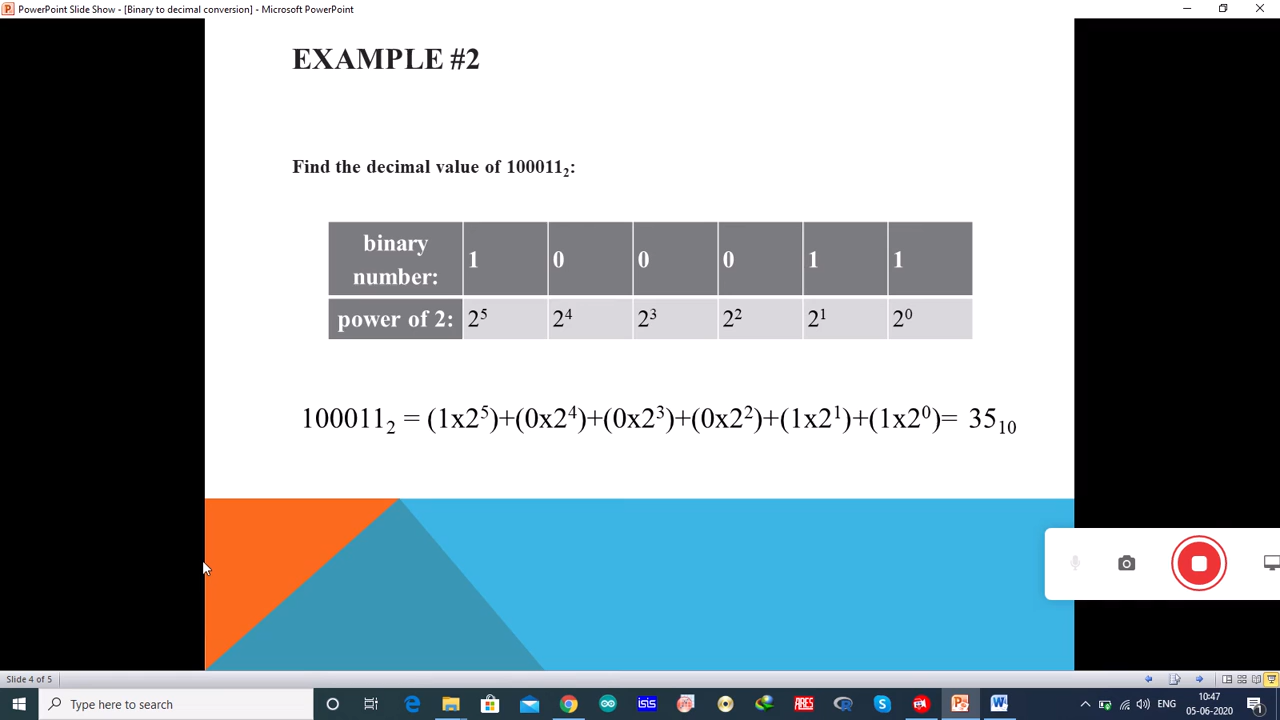 PowerPoint Slide Show - [Binary to decimal conversion] - Microsoft PowerPoint
EXAMPLE #2
Find the decimal value of 100011₂:
binary number: 1 0 0 0 1 1
power of 2: 2⁵ 2⁴ 2³ 2² 2¹ 2⁰
100011₂ = (1x2⁵)+(0x2⁴)+(0x2³)+(0x2²)+(1x2¹)+(1x2⁰)= 35₁₀
Slide 4 of 5
Type here to search
isis
ARES
ENG
10:47
05-06-2020